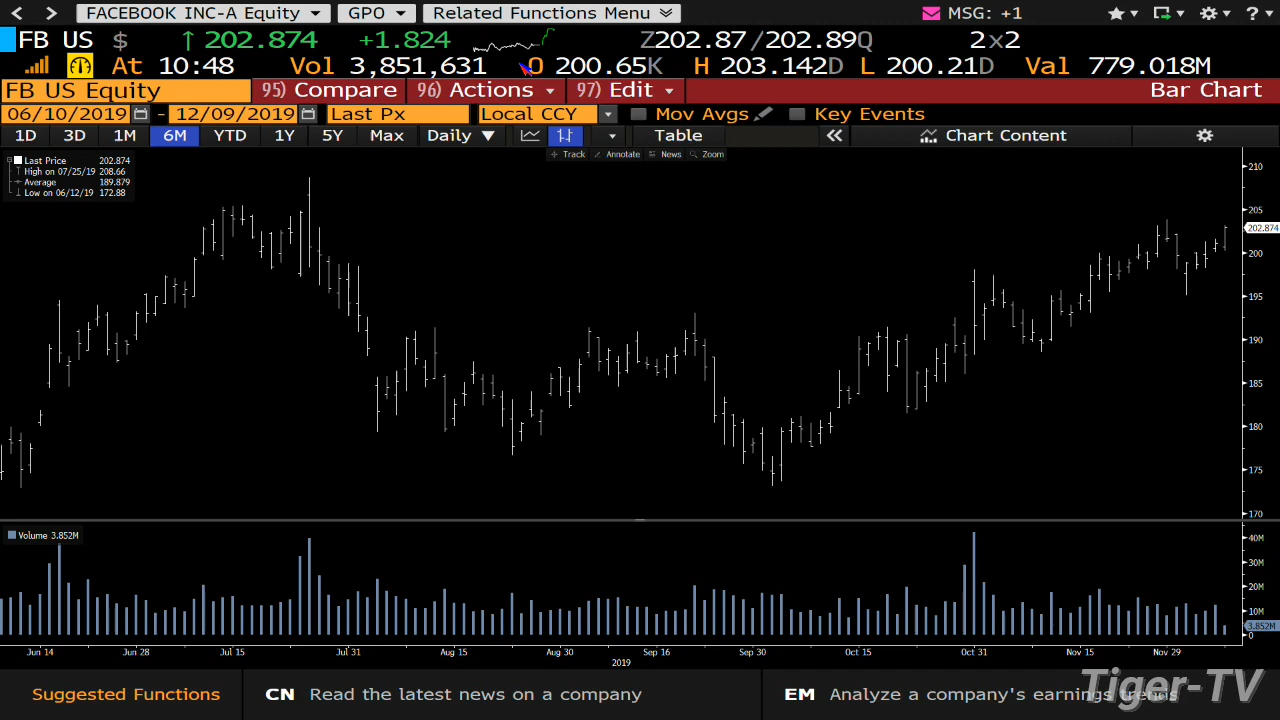 FACEBOOK INC-A Equity GPO Related Functions Menu MSG: +1
FB US $ ↑ 202.874 +1.824 Z202.87/202.89Q 2x2
At 10:48 Vol 3,851,631 O 200.65K H 203.142D L 200.21D Val 779.018M
FB US Equity 95) Compare 96) Actions 97) Edit Bar Chart
06/10/2019 - 12/09/2019 Last Px Local CCY Mov Avgs Key Events
1D 3D 1M 6M YTD 1Y 5Y Max Daily ▼ Table « Chart Content
Track Annotate News Zoom
Last Price 202.874
High on 07/25/19 208.66
Average 189.879
Low on 06/12/19 172.88
210
205
202.874
200
195
190
185
180
175
170
Volume 3.852M
40M
30M
20M
10M
3.852M
0
Jun 14 Jun 28 Jul 15 Jul 31 Aug 15 Aug 30 Sep 16 Sep 30 Oct 15 Oct 31 Nov 15 Nov 29
2019
Suggested Functions CN Read the latest news on a company EM Analyze a company's earnings trends
Tiger-TV